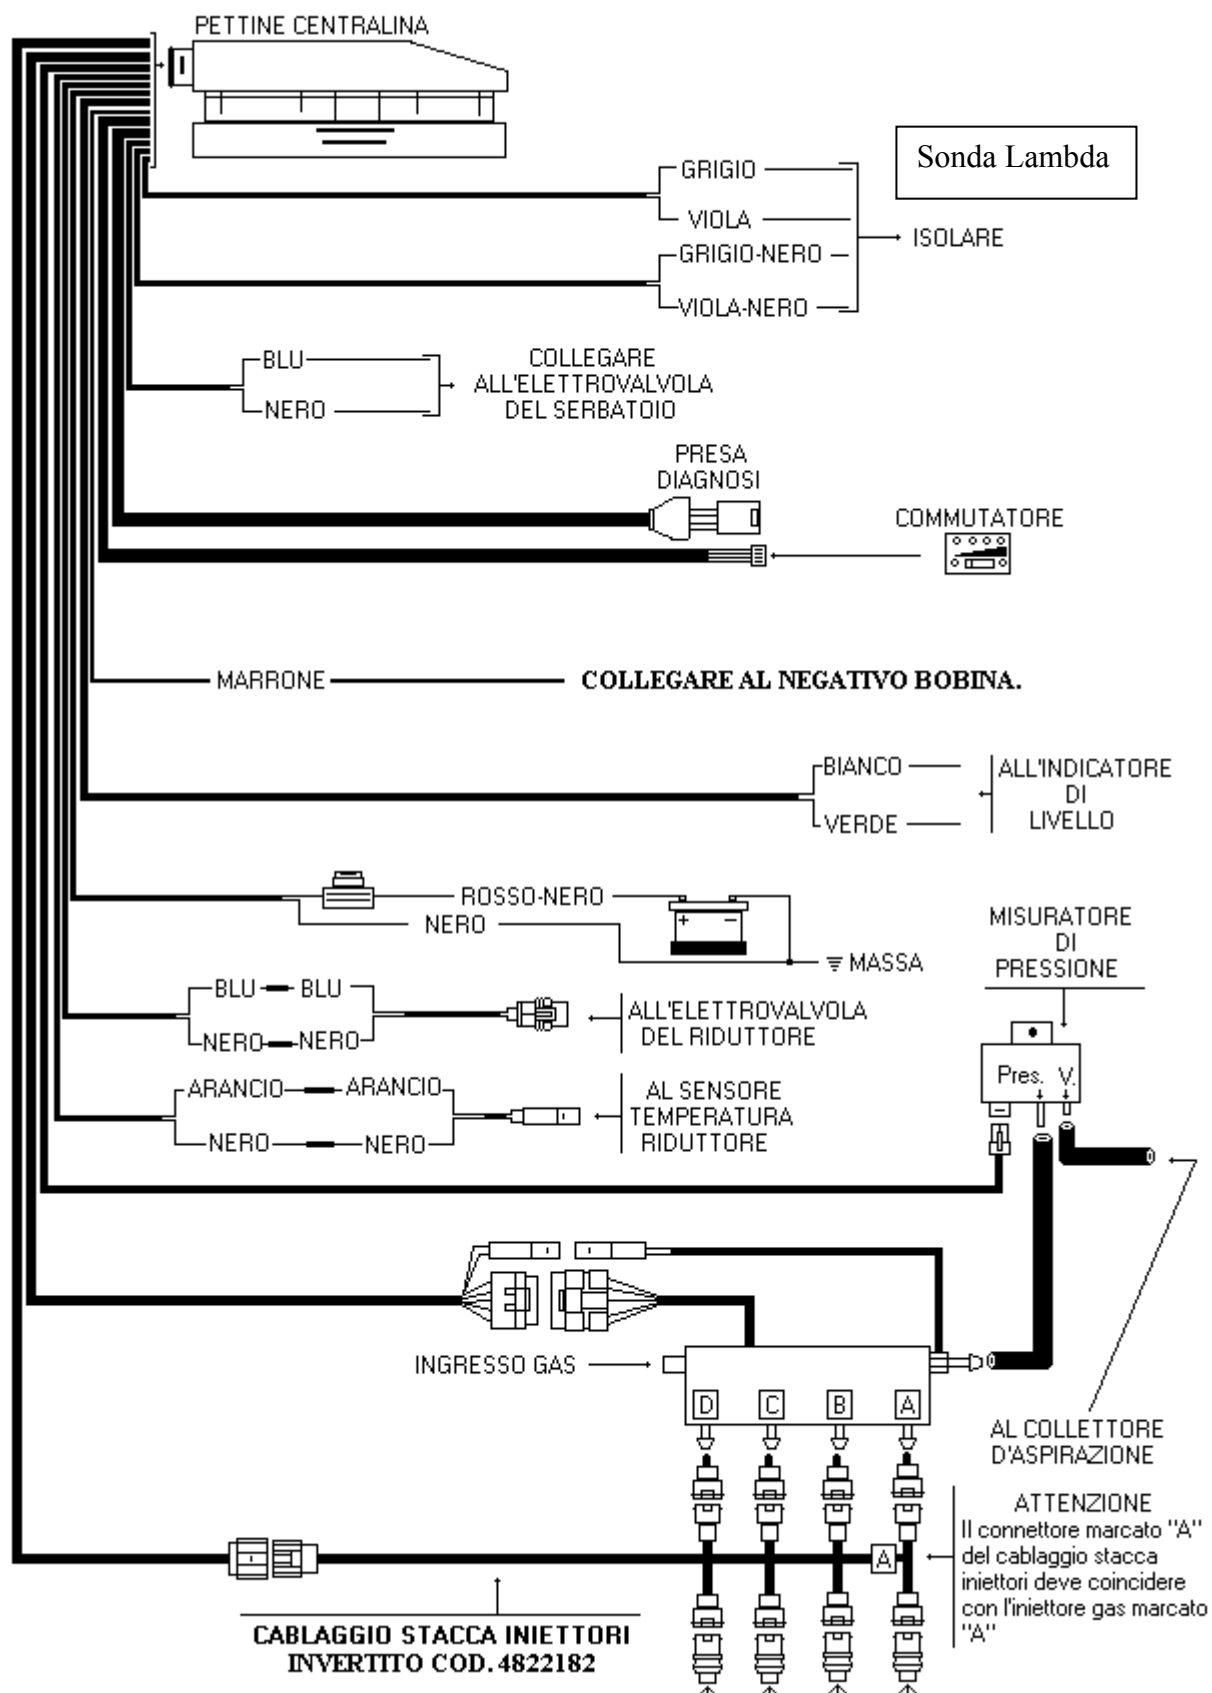 PETTINE CENTRALINA
Sonda Lambda
GRIGIO
VIOLA
ISOLARE
GRIGIO-NERO
VIOLA-NERO
BLU
NERO
COLLEGARE
ALL'ELETTROVALVOLA
DEL SERBATOIO
PRESA
DIAGNOSI
COMMUTATORE
MARRONE
COLLEGARE AL NEGATIVO BOBINA.
BIANCO
VERDE
ALL'INDICATORE
DI
LIVELLO
ROSSO-NERO
NERO
+ −
MASSA
MISURATORE
DI
PRESSIONE
BLU BLU
NERO NERO
ALL'ELETTROVALVOLA
DEL RIDUTTORE
Pres. V.
ARANCIO ARANCIO
NERO NERO
AL SENSORE
TEMPERATURA
RIDUTTORE
INGRESSO GAS
D C B A
AL COLLETTORE
D'ASPIRAZIONE
A
ATTENZIONE
Il connettore marcato "A"
del cablaggio stacca
iniettori deve coincidere
con l'iniettore gas marcato
"A"
CABLAGGIO STACCA INIETTORI
INVERTITO COD. 4822182